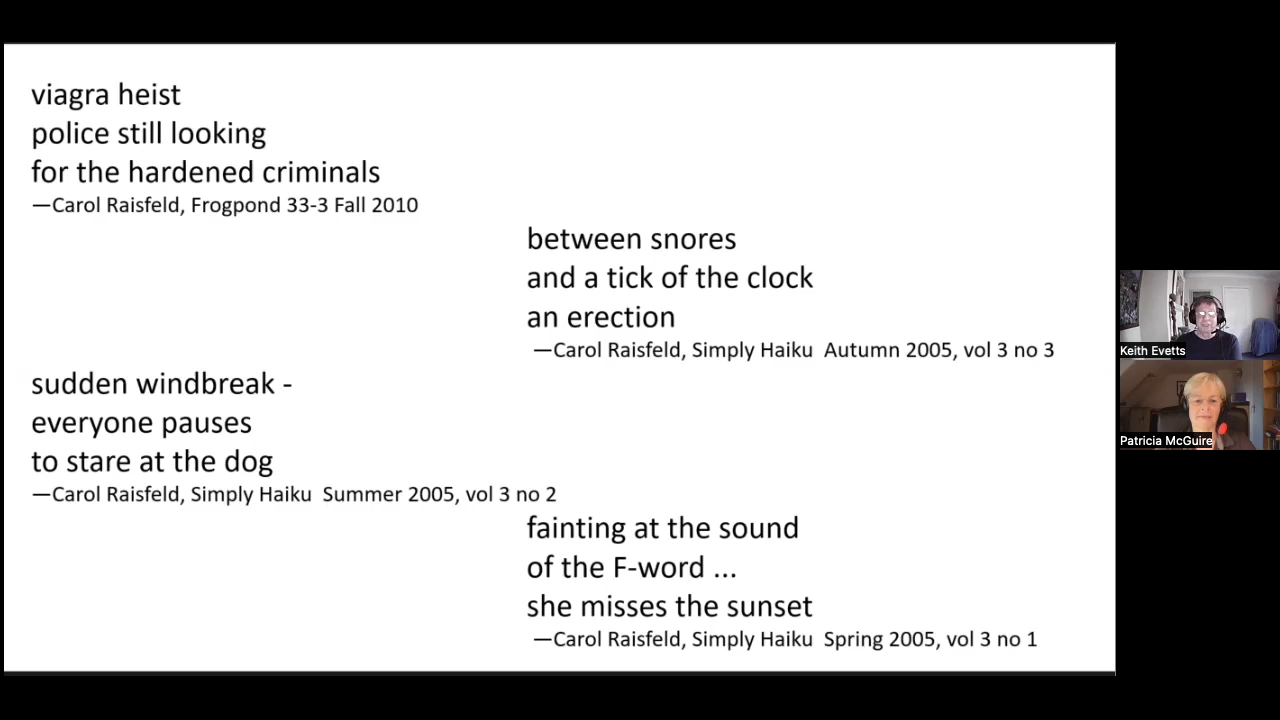 viagra heist
police still looking
for the hardened criminals
—Carol Raisfeld, Frogpond 33-3 Fall 2010
between snores
and a tick of the clock
an erection
—Carol Raisfeld, Simply Haiku  Autumn 2005, vol 3 no 3
sudden windbreak -
everyone pauses
to stare at the dog
—Carol Raisfeld, Simply Haiku  Summer 2005, vol 3 no 2
fainting at the sound
of the F-word ...
she misses the sunset
—Carol Raisfeld, Simply Haiku  Spring 2005, vol 3 no 1
Keith Evetts
Patricia McGuire